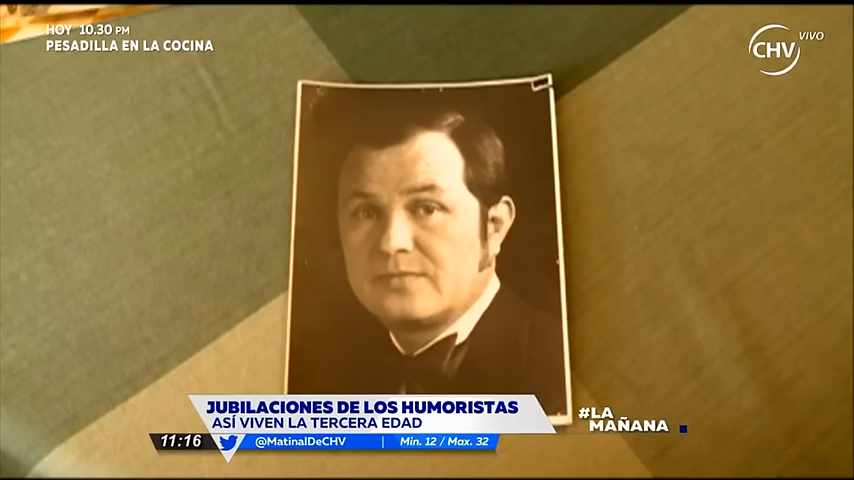 HOY 10.30 PM
PESADILLA EN LA COCINA
CHV VIVO
JUBILACIONES DE LOS HUMORISTAS
ASÍ VIVEN LA TERCERA EDAD
#LA
MAÑANA
11:16 @MatinalDeCHV | Min. 12 / Max. 32